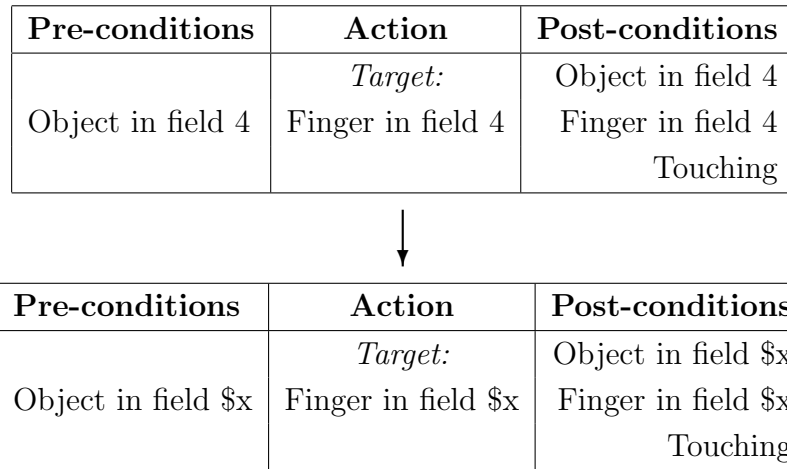 Pre-conditions Action Post-conditions
Target: Object in field 4
Object in field 4 Finger in field 4 Finger in field 4
Touching
Pre-conditions Action Post-conditions
Target: Object in field $x
Object in field $x Finger in field $x Finger in field $x
Touching